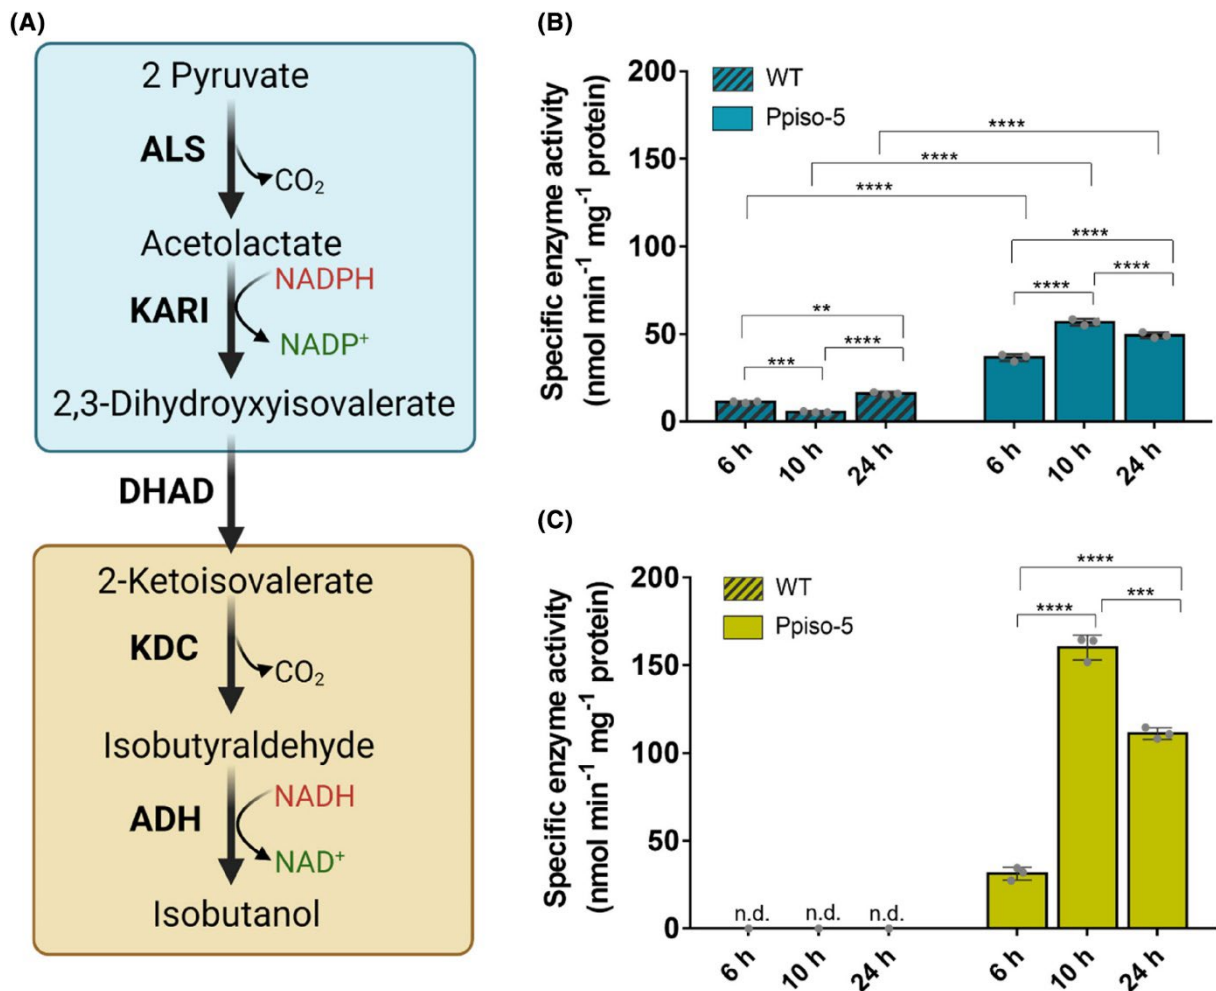 (A)
2 Pyruvate
ALS
CO2
Acetolactate
NADPH
KARI
NADP+
2,3-Dihydroyxyisovalerate
DHAD
2-Ketoisovalerate
KDC
CO2
Isobutyraldehyde
NADH
ADH
NAD+
Isobutanol
(B)
Specific enzyme activity
(nmol min-1 mg-1 protein)
200
150
100
50
0
WT
Ppiso-5
****
****
****
****
****
****
**
****
***
6 h
10 h
24 h
6 h
10 h
24 h
(C)
Specific enzyme activity
(nmol min-1 mg-1 protein)
200
150
100
50
0
WT
Ppiso-5
****
****
***
n.d.
n.d.
n.d.
6 h
10 h
24 h
6 h
10 h
24 h